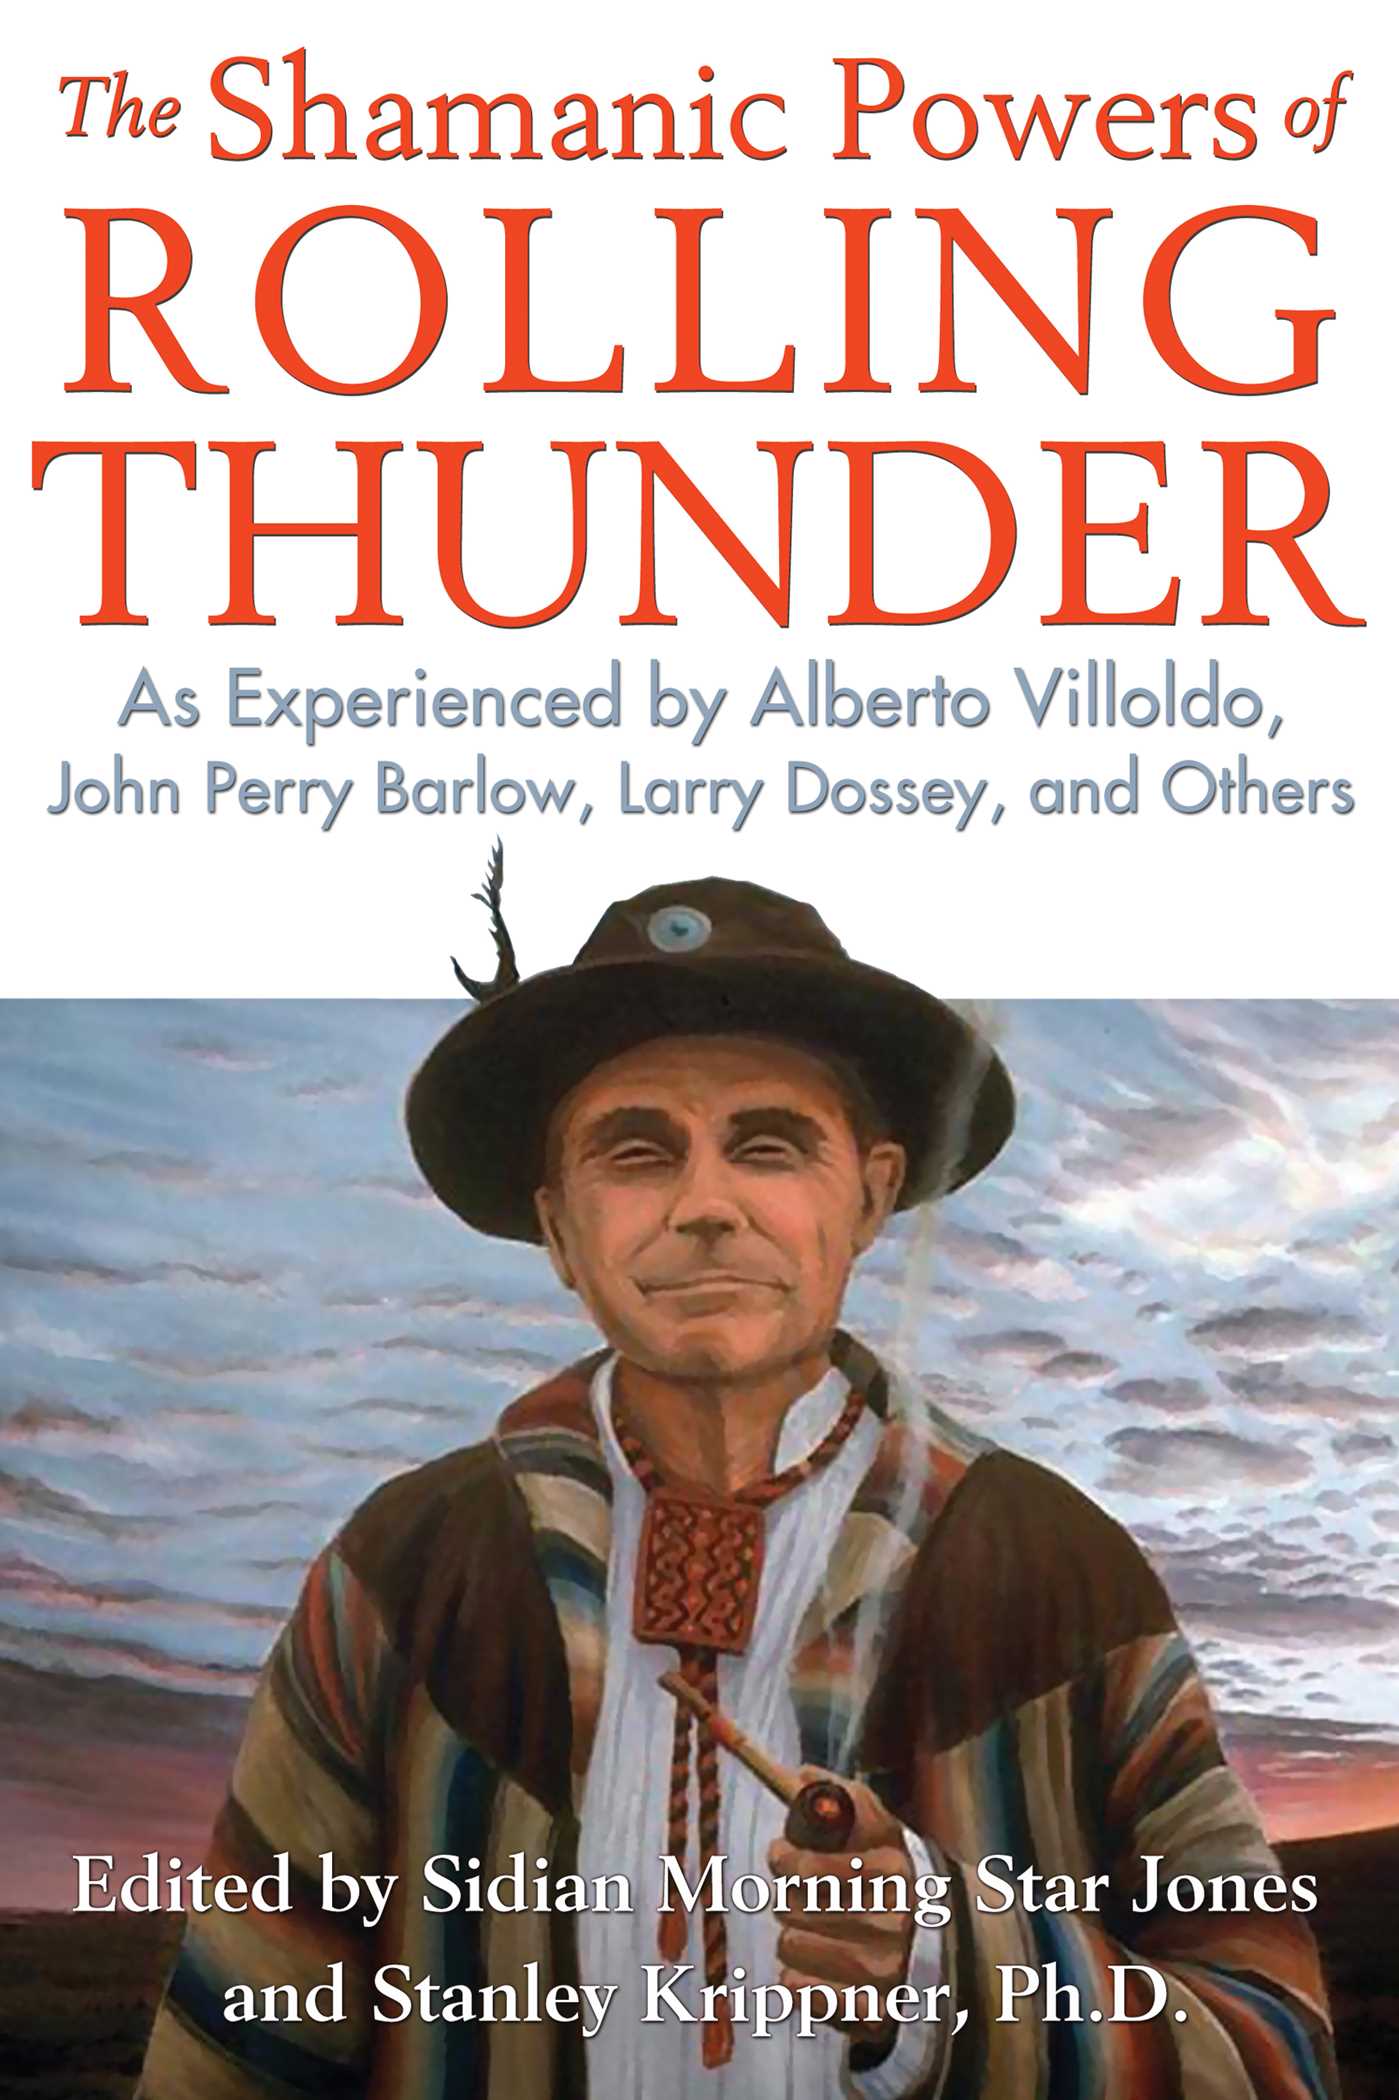 The Shamanic Powers of
ROLLING
THUNDER
As Experienced by Alberto Villoldo,
John Perry Barlow, Larry Dossey, and Others
Edited by Sidian Morning Star Jones
and Stanley Krippner, Ph.D.